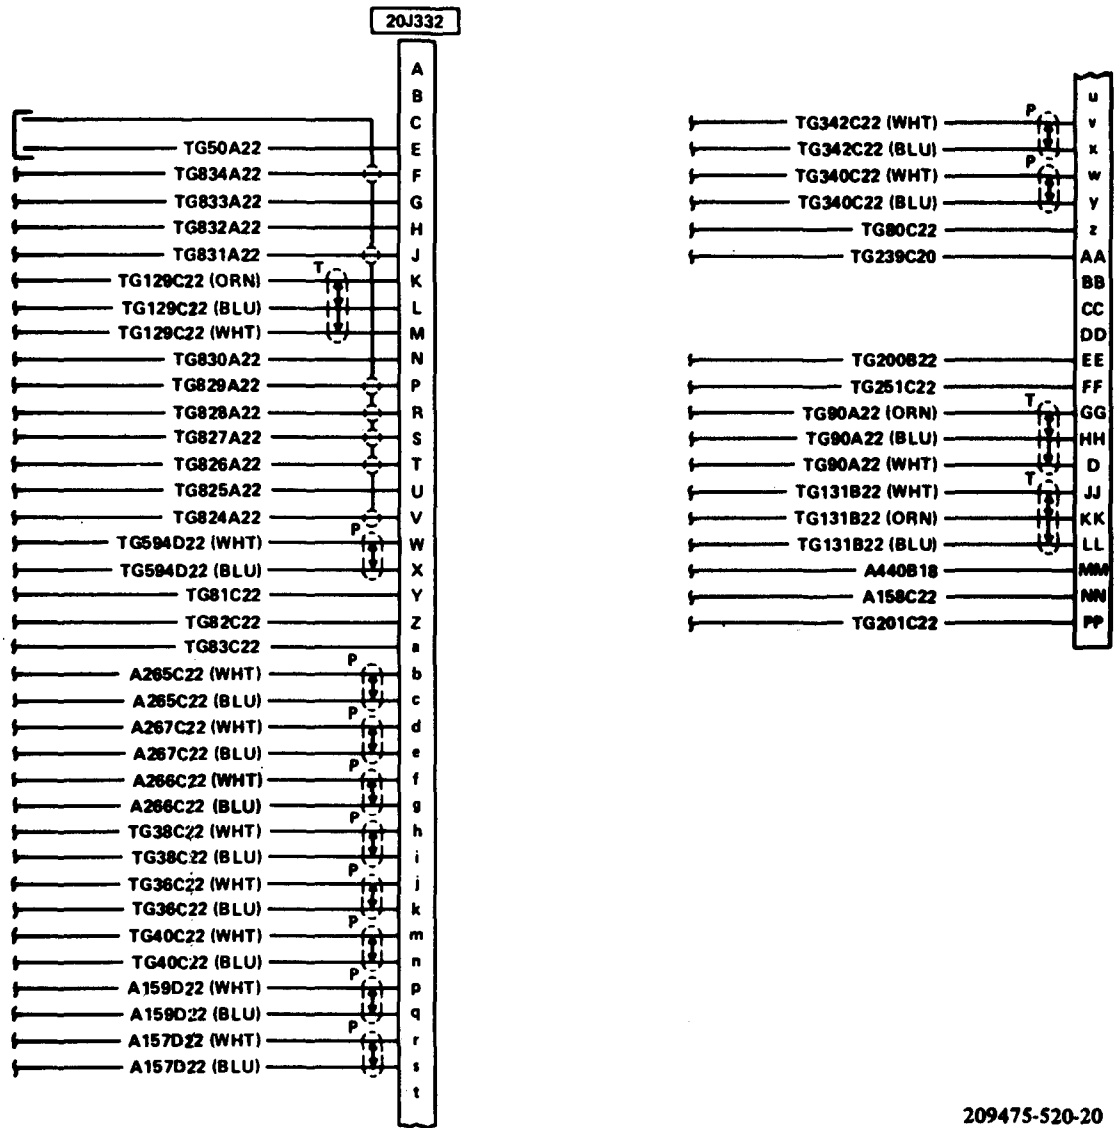 20J332
A
B
C
TG50A22 E
TG834A22 F
TG833A22 G
TG832A22 H
TG831A22 J
T
TG129C22 (ORN) K
TG129C22 (BLU) L
TG129C22 (WHT) M
TG830A22 N
TG829A22 P
TG828A22 R
TG827A22 S
TG826A22 T
TG825A22 U
TG824A22 V
P
TG594D22 (WHT) W
TG594D22 (BLU) X
TG81C22 Y
TG82C22 Z
TG83C22 a
P
A265C22 (WHT) b
A265C22 (BLU) c
P
A267C22 (WHT) d
A267C22 (BLU) e
P
A266C22 (WHT) f
A266C22 (BLU) g
P
TG38C22 (WHT) h
TG38C22 (BLU) i
P
TG36C22 (WHT) j
TG36C22 (BLU) k
P
TG40C22 (WHT) m
TG40C22 (BLU) n
P
A159D22 (WHT) p
A159D22 (BLU) q
P
A157D22 (WHT) r
A157D22 (BLU) s
t
u
P
TG342C22 (WHT) v
TG342C22 (BLU) x
P
TG340C22 (WHT) w
TG340C22 (BLU) y
TG80C22 z
TG239C20 AA
BB
CC
DD
TG200B22 EE
TG251C22 FF
T
TG90A22 (ORN) GG
TG90A22 (BLU) HH
TG90A22 (WHT) D
T
TG131B22 (WHT) JJ
TG131B22 (ORN) KK
TG131B22 (BLU) LL
A440B18 MM
A158C22 NN
TG201C22 PP
209475-520-20